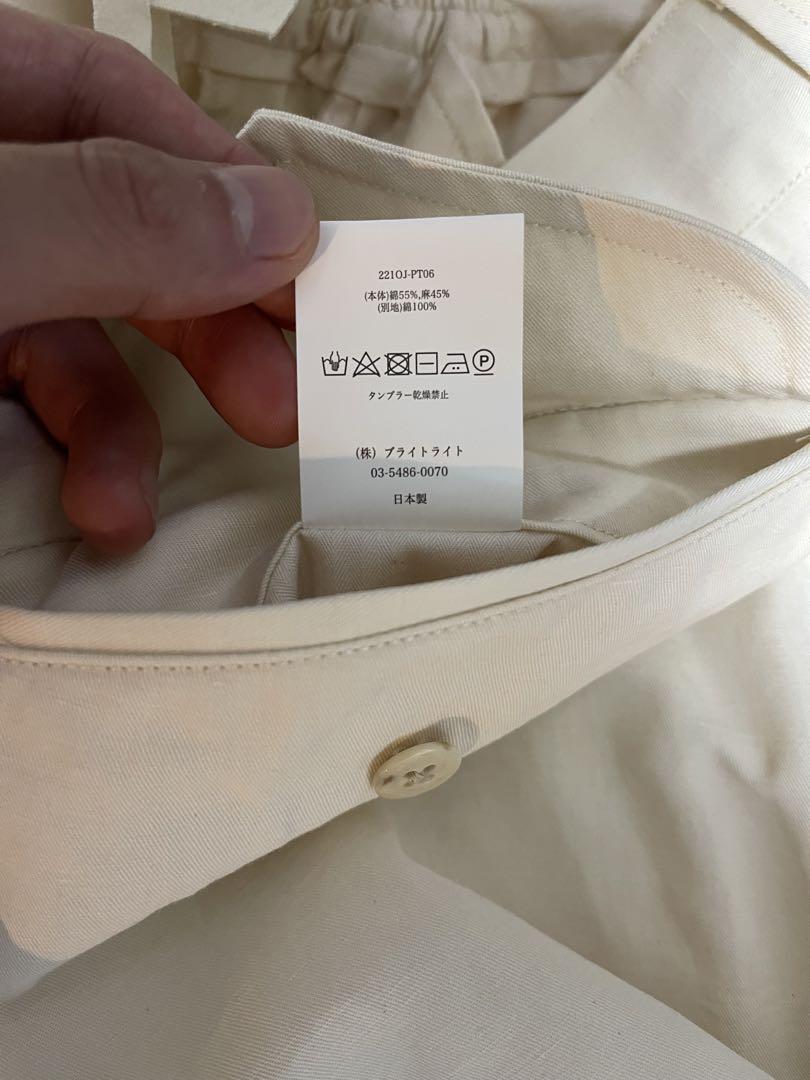 221OJ-PT06
(本体)綿55%,麻45%
(別地)綿100%
P
タンブラー乾燥禁止
(株) ブライトライト
03-5486-0070
日本製